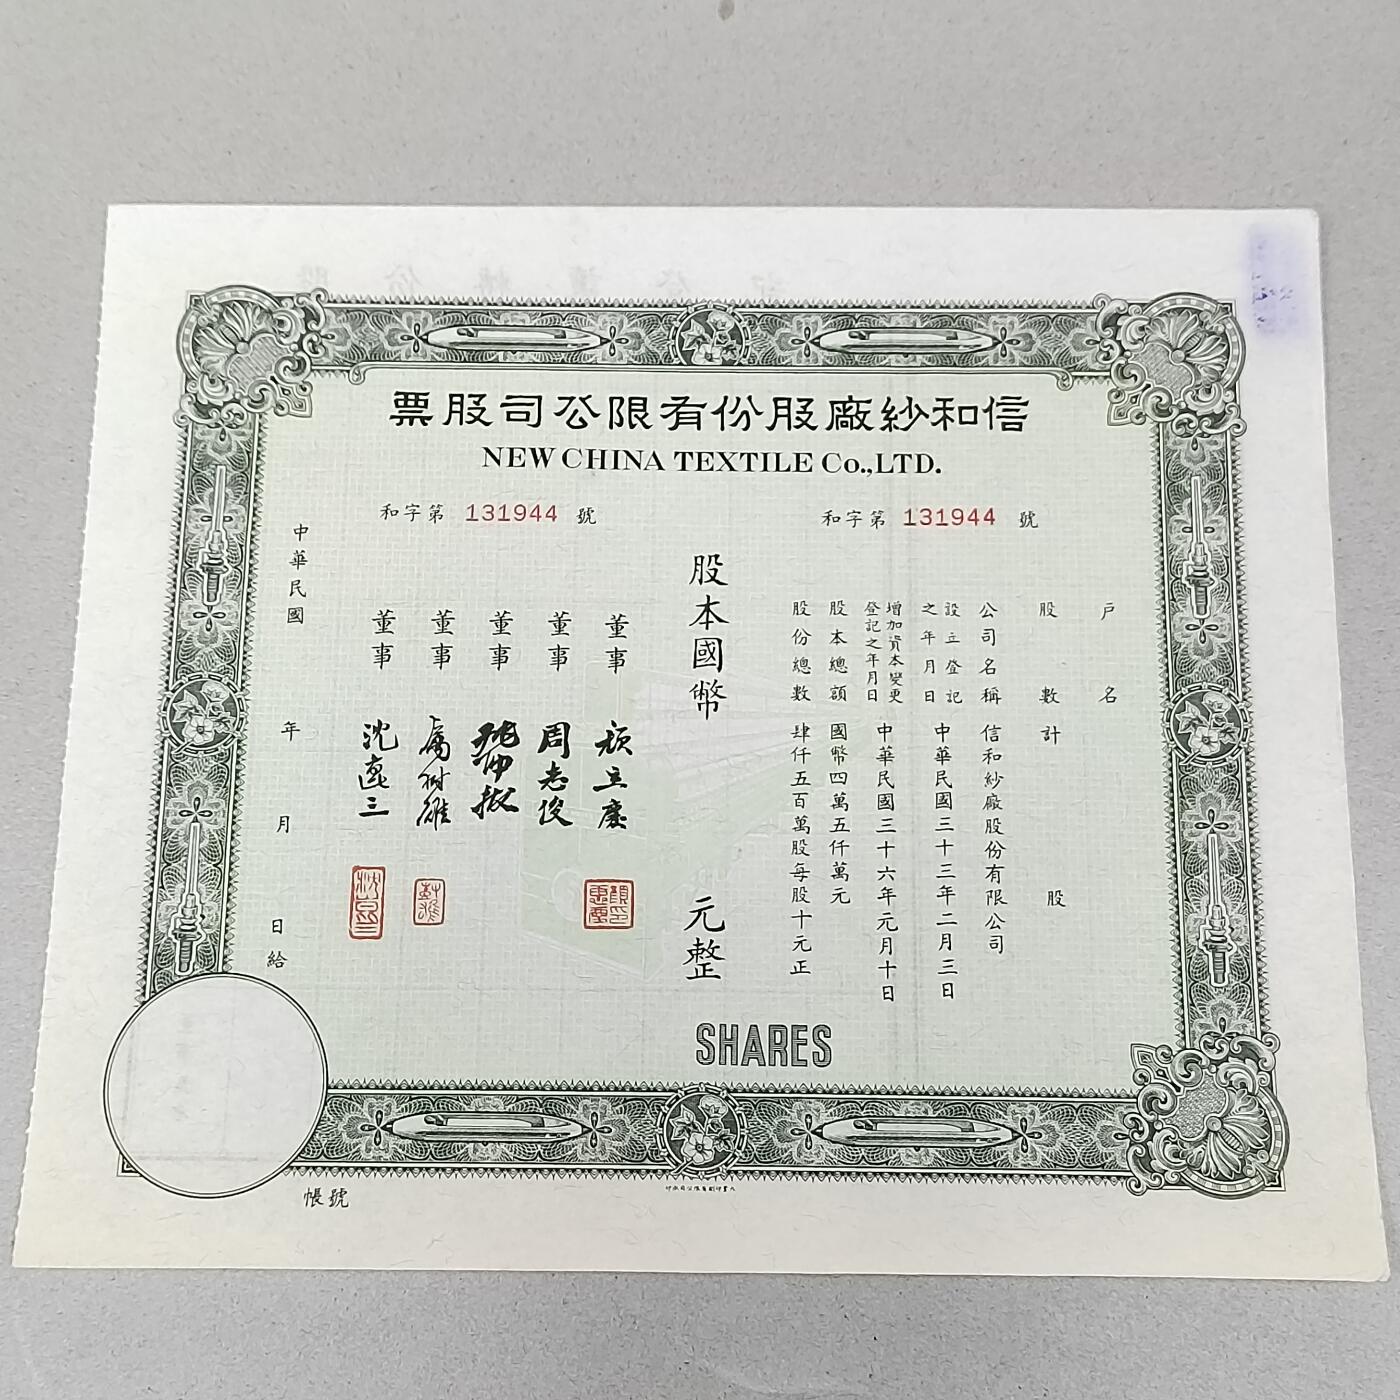 信和紗廠股份有限公司股票
NEW CHINA TEXTILE Co.,LTD.
和字第 131944 號
和字第 131944 號
戶名
股數計 股
公司名稱 信和紗廠股份有限公司
設立登記之年月日 中華民國三十三年二月三日
增加資本變更登記之年月日 中華民國三十六年元月十日
股本總額 國幣四萬五仟萬元
股份總數 肆仟五百萬股每股十元正
股本國幣 元整
董事
董事 周志俊
董事
董事
董事
中華民國 年 月 日給
SHARES
帳號